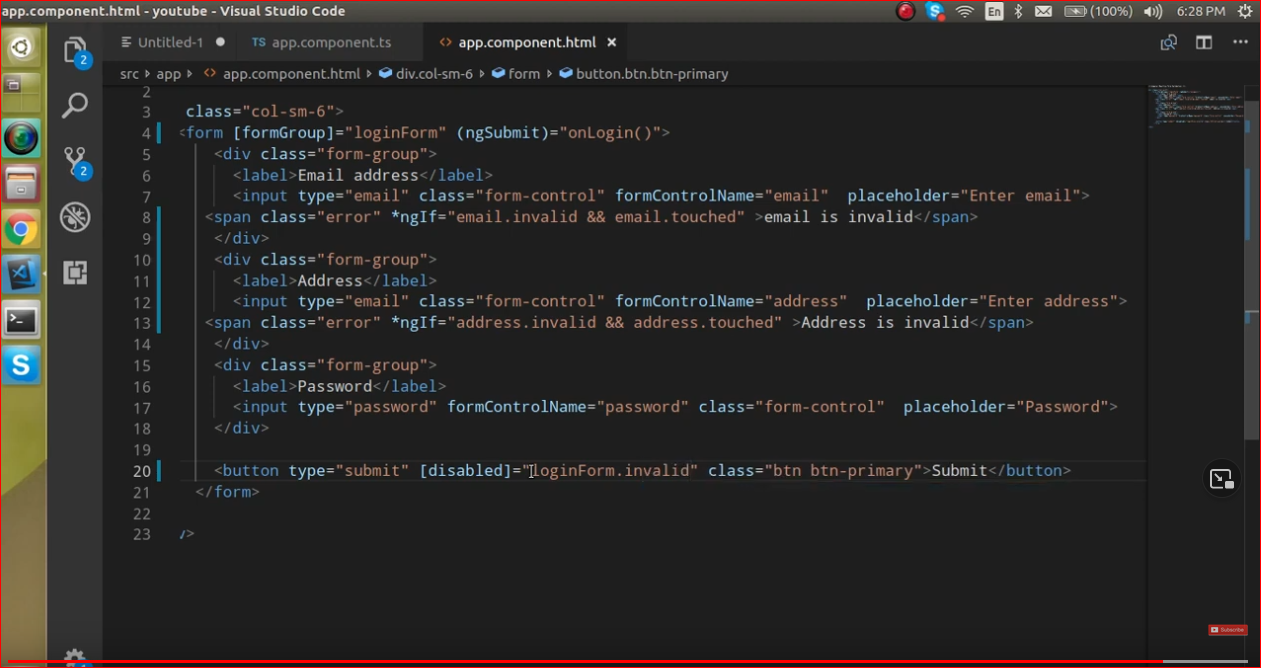 app.component.html - youtube - Visual Studio Code En (100%) 6:28 PM
Untitled-1 TS app.component.ts <> app.component.html
src app <> app.component.html div.col-sm-6 form button.btn.btn-primary
2
2
2
3 class="col-sm-6">
4 <form [formGroup]="loginForm" (ngSubmit)="onLogin()">
5 <div class="form-group">
6 <label>Email address</label>
7 <input type="email" class="form-control" formControlName="email" placeholder="Enter email">
8 <span class="error" *ngIf="email.invalid && email.touched" >email is invalid</span>
9 </div>
10 <div class="form-group">
11 <label>Address</label>
12 <input type="email" class="form-control" formControlName="address" placeholder="Enter address">
13 <span class="error" *ngIf="address.invalid && address.touched" >Address is invalid</span>
14 </div>
15 <div class="form-group">
16 <label>Password</label>
17 <input type="password" formControlName="password" class="form-control" placeholder="Password">
18 </div>
19
20 <button type="submit" [disabled]="loginForm.invalid" class="btn btn-primary">Submit</button>
21 </form>
22
23 />
Subscribe